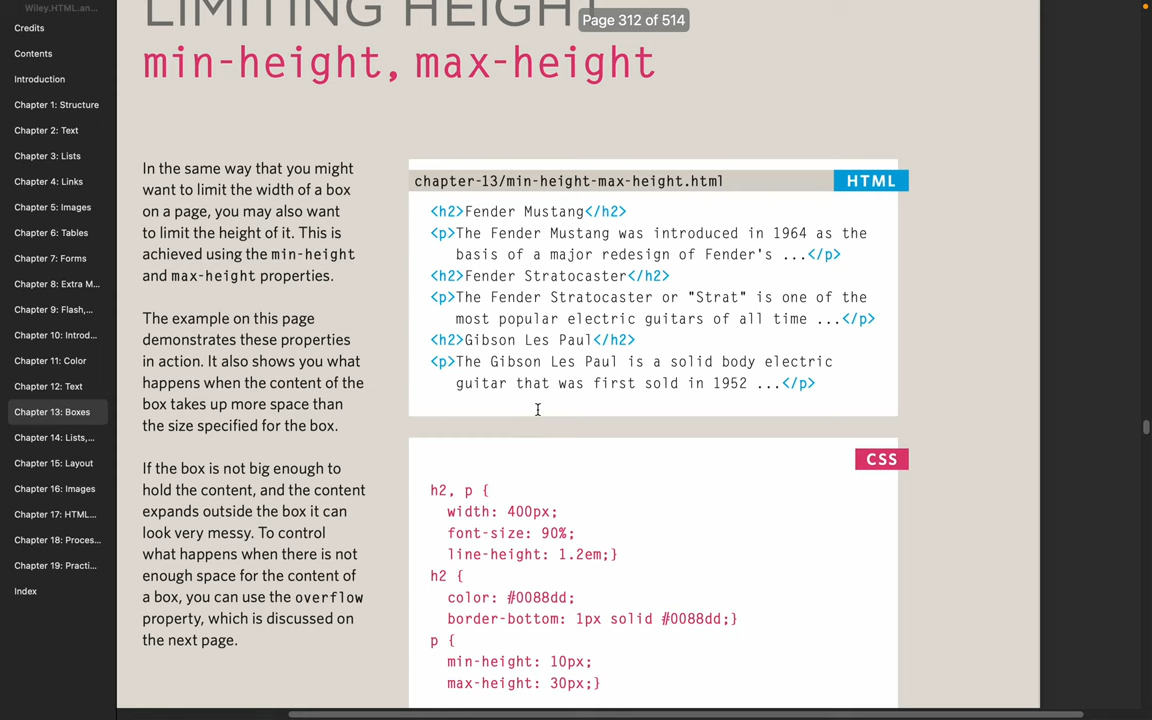 Wiley.HTML.an...
Credits
Contents
Introduction
Chapter 1: Structure
Chapter 2: Text
Chapter 3: Lists
Chapter 4: Links
Chapter 5: Images
Chapter 6: Tables
Chapter 7: Forms
Chapter 8: Extra M...
Chapter 9: Flash,...
Chapter 10: Introd...
Chapter 11: Color
Chapter 12: Text
Chapter 13: Boxes
Chapter 14: Lists,...
Chapter 15: Layout
Chapter 16: Images
Chapter 17: HTML...
Chapter 18: Proces...
Chapter 19: Practi...
Index
LIMITING HEIGHT
Page 312 of 514
min-height, max-height
In the same way that you might
want to limit the width of a box
on a page, you may also want
to limit the height of it. This is
achieved using the min-height
and max-height properties.
The example on this page
demonstrates these properties
in action. It also shows you what
happens when the content of the
box takes up more space than
the size specified for the box.
If the box is not big enough to
hold the content, and the content
expands outside the box it can
look very messy. To control
what happens when there is not
enough space for the content of
a box, you can use the overflow
property, which is discussed on
the next page.
chapter-13/min-height-max-height.html
HTML
<h2>Fender Mustang</h2>
<p>The Fender Mustang was introduced in 1964 as the
basis of a major redesign of Fender's ...</p>
<h2>Fender Stratocaster</h2>
<p>The Fender Stratocaster or "Strat" is one of the
most popular electric guitars of all time ...</p>
<h2>Gibson Les Paul</h2>
<p>The Gibson Les Paul is a solid body electric
guitar that was first sold in 1952 ...</p>
CSS
h2, p {
width: 400px;
font-size: 90%;
line-height: 1.2em;}
h2 {
color: #0088dd;
border-bottom: 1px solid #0088dd;}
p {
min-height: 10px;
max-height: 30px;}